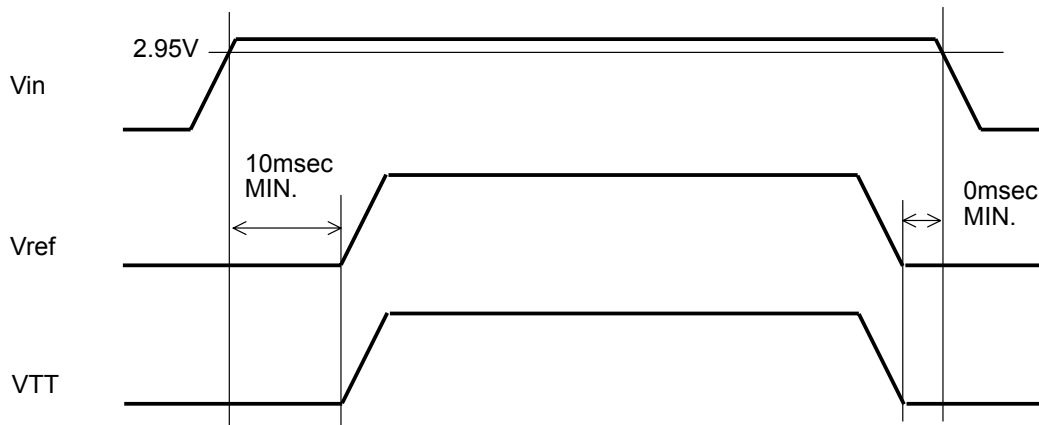 2.95V
Vin
10msec
MIN.
0msec
MIN.
Vref
VTT